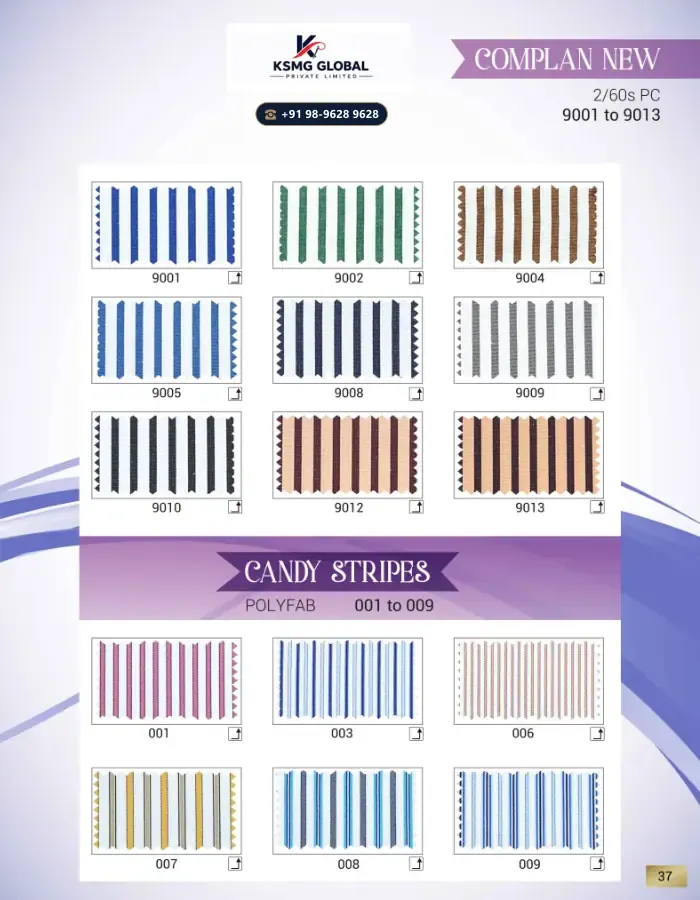 KSMG GLOBAL
PRIVATE LIMITED
+91 98-9628 9628
COMPLAN NEW
2/60s PC
9001 to 9013
9001
9002
9004
9005
9008
9009
9010
9012
9013
CANDY STRIPES
POLYFAB 001 to 009
001
003
006
007
008
009
37